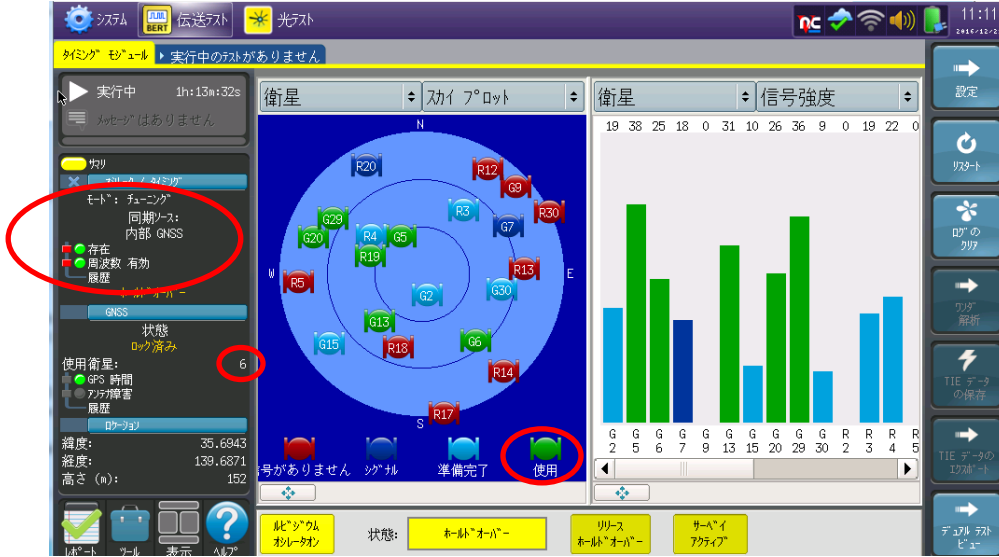 システム
BERT
伝送テスト
光テスト
nc
11:11
2016/12/2
タイミング モジュール
実行中のテストがありません
実行中 1h:13m:32s
メッセージはありません
サマリ
モード: チューニング
同期ソース:
内部 GNSS
存在
周波数 有効
履歴
ホールドオーバー
GNSS
状態
ロック済み
使用衛星: 6
GPS 時間
アンテナ障害
履歴
ロケーション
緯度: 35.6943
経度: 139.6871
高さ (m): 152
レポート
ツール
表示
ヘルプ
衛星
スカイ プロット
N
R20
R12
G9
R3
R30
G29
G7
G20
R4
G5
R19
W
R13
E
R5
G2
G30
G13
G15
R18
G6
R14
R17
S
号がありません
シグナル
準備完了
使用
衛星
信号強度
19 38 25 18 0 31 10 26 36 9 0 19 22 0
G G G G G G G G G G R R R R
2 5 6 7 9 13 15 20 29 30 2 3 4 5
ルビジウム
オシレータオン
状態:
ホールドオーバー
リリース
ホールドオーバー
サーベイ
アクティブ
設定
リスタート
ログ の
クリア
ワンダー
解析
TIE データ
の保存
TIE データの
エクスポート
デュアル テスト
ビュー